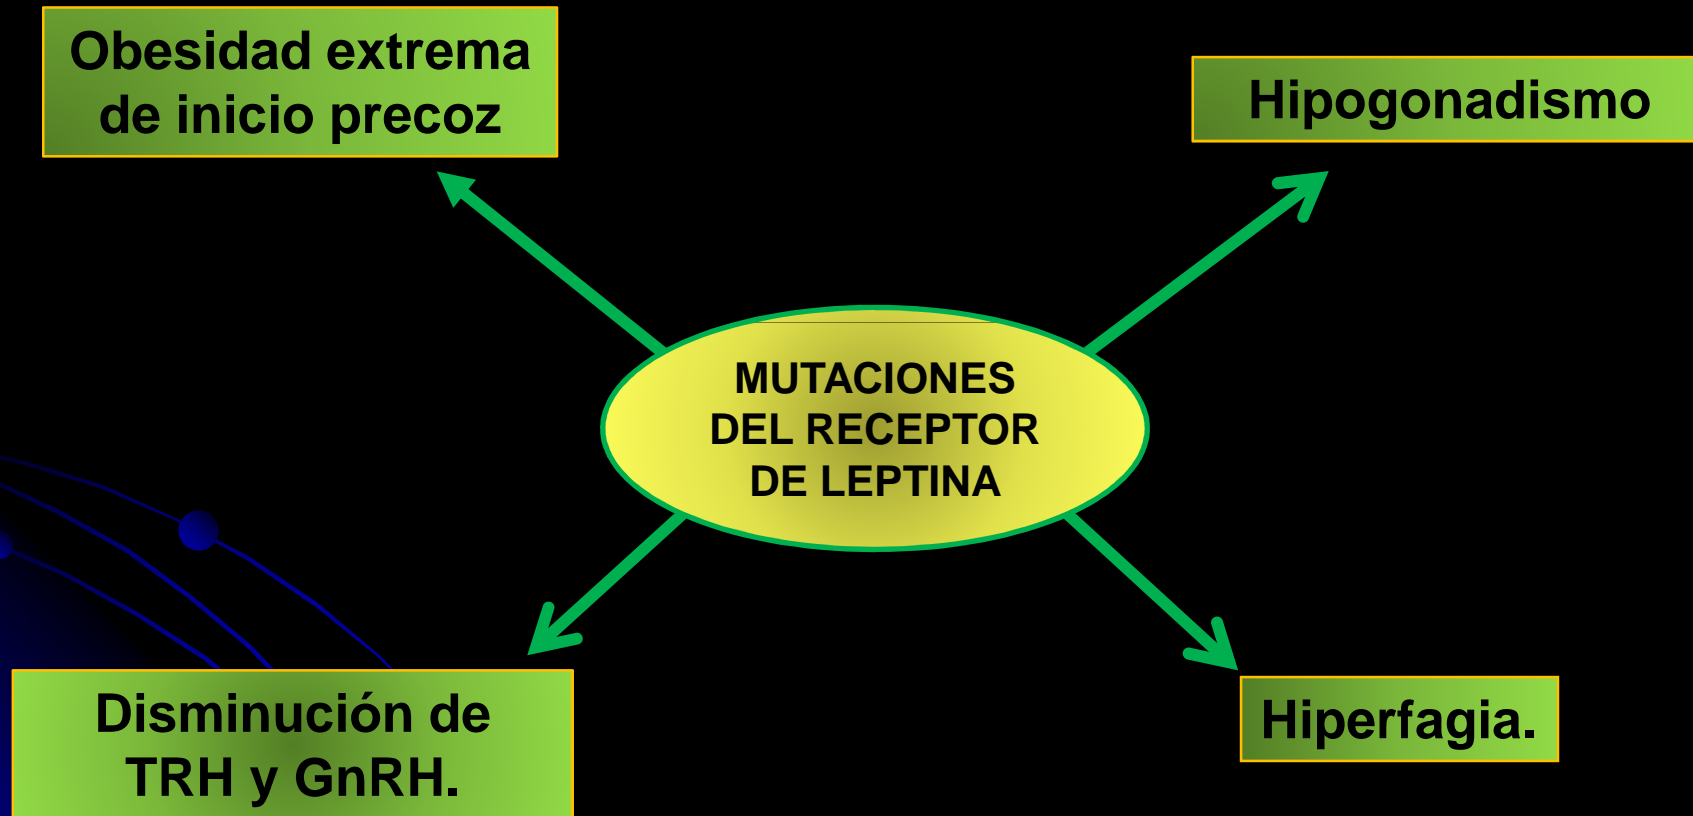 Obesidad extrema
de inicio precoz
Hipogonadismo
MUTACIONES
DEL RECEPTOR
DE LEPTINA
Disminución de
TRH y GnRH.
Hiperfagia.